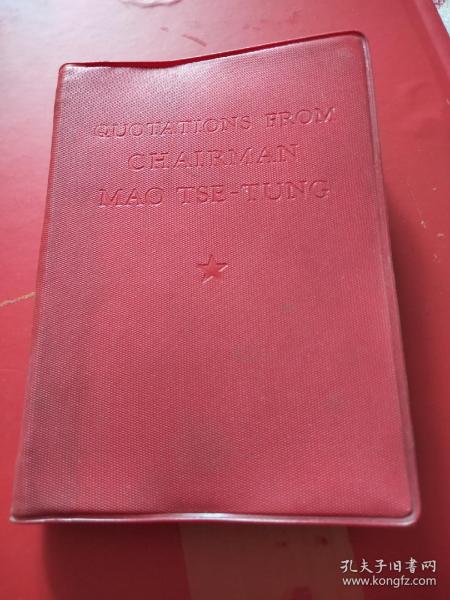 QUOTATIONS FROM
CHAIRMAN
MAO TSE-TUNG
孔夫子旧书网
www.kongfz.com